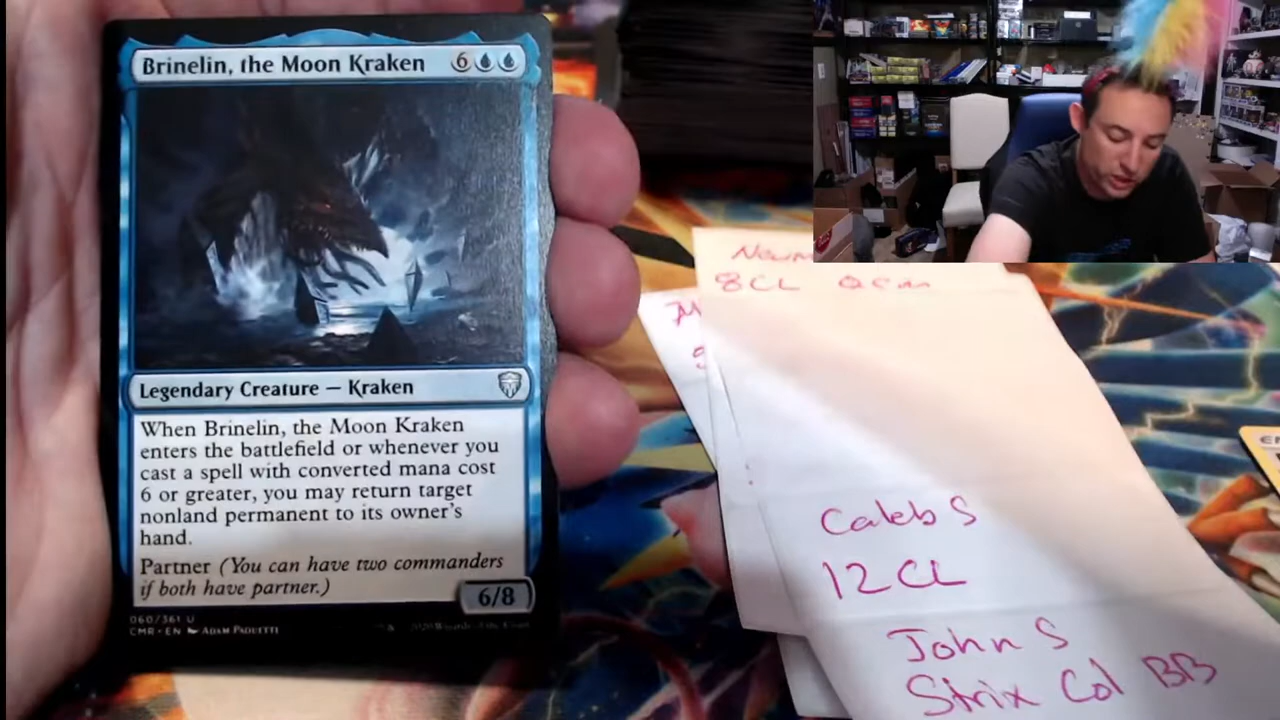 Brinelin, the Moon Kraken 6
Legendary Creature — Kraken
When Brinelin, the Moon Kraken
enters the battlefield or whenever you
cast a spell with converted mana cost
6 or greater, you may return target
nonland permanent to its owner's
hand.
Partner (You can have two commanders
if both have partner.)
6/8
060/361 U
CMR • EN Adam Paquette
8CL
Caleb S
12 CL
John S
Strix Col BB